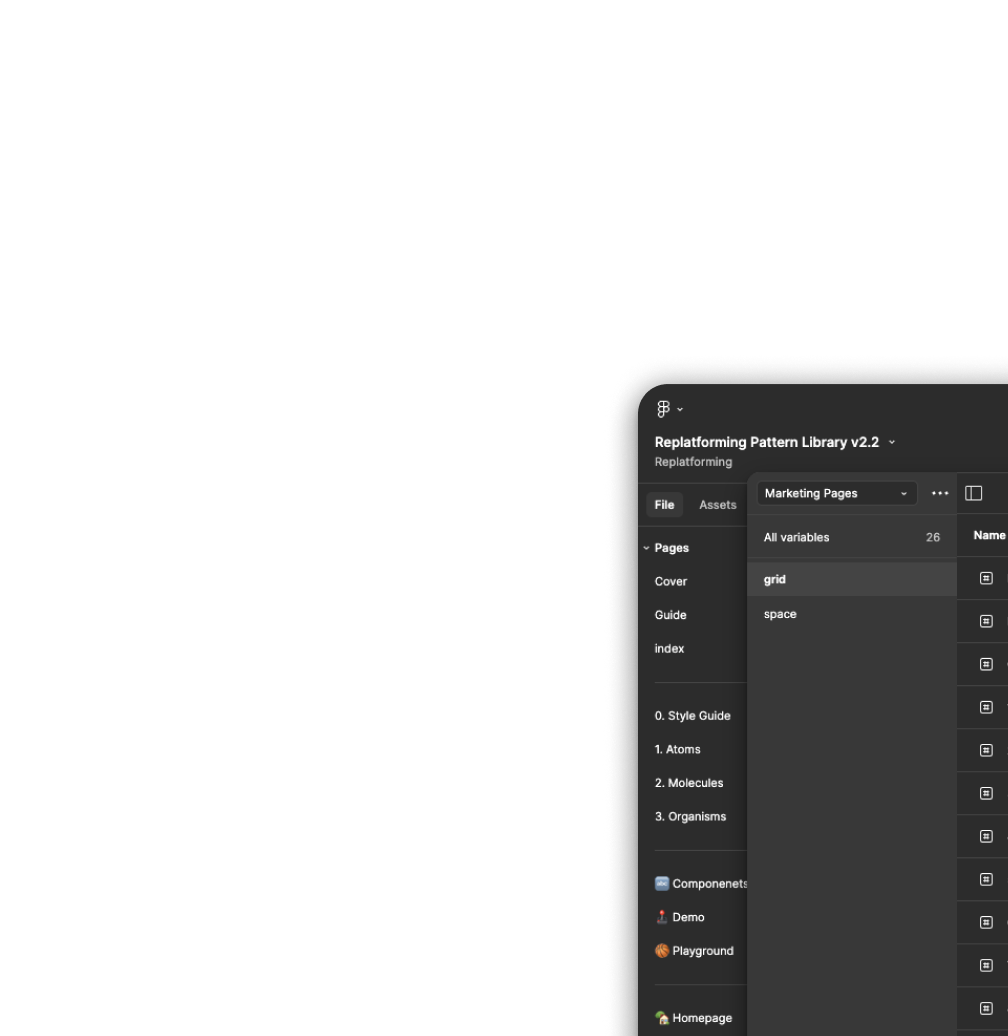 Replatforming Pattern Library v2.2
Replatforming
File
Assets
Pages
Cover
Guide
index
0. Style Guide
1. Atoms
2. Molecules
3. Organisms
Componenets
Demo
Playground
Homepage
Marketing Pages
All variables 26
grid
space
Name